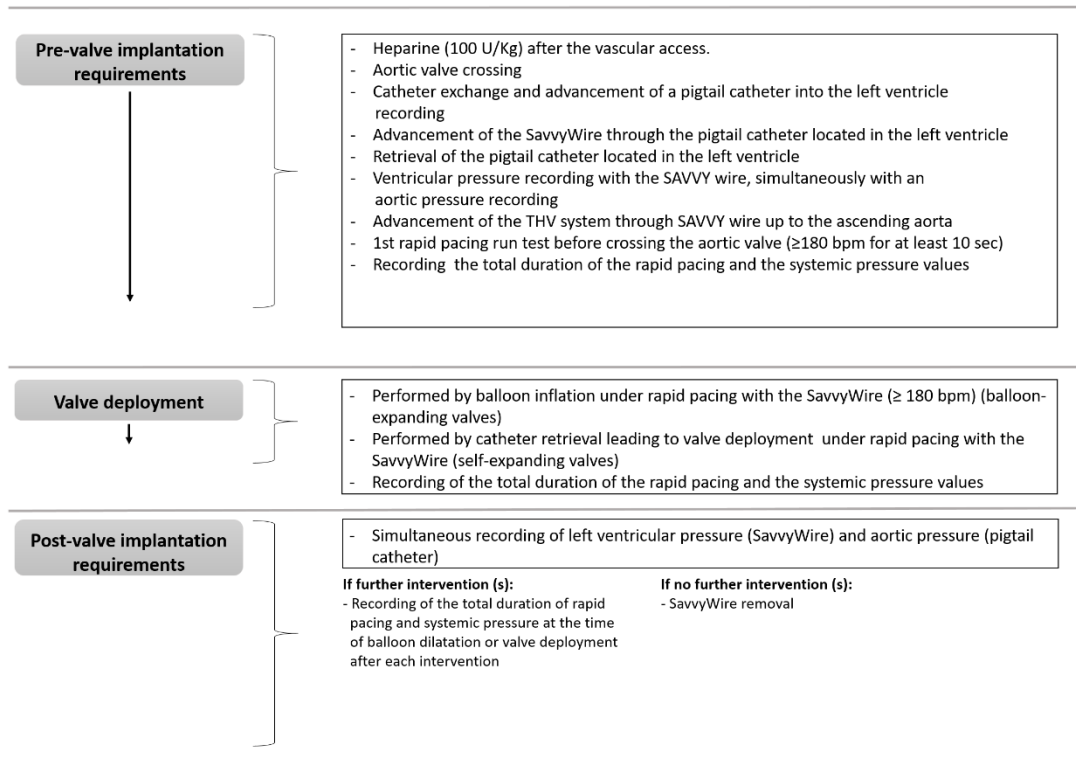 Pre-valve implantation
requirements
- Heparine (100 U/Kg) after the vascular access.
- Aortic valve crossing
- Catheter exchange and advancement of a pigtail catheter into the left ventricle
recording
- Advancement of the SavvyWire through the pigtail catheter located in the left ventricle
- Retrieval of the pigtail catheter located in the left ventricle
- Ventricular pressure recording with the SAVVY wire, simultaneously with an
aortic pressure recording
- Advancement of the THV system through SAVVY wire up to the ascending aorta
- 1st rapid pacing run test before crossing the aortic valve (≥180 bpm for at least 10 sec)
- Recording the total duration of the rapid pacing and the systemic pressure values
Valve deployment
- Performed by balloon inflation under rapid pacing with the SavvyWire (≥ 180 bpm) (balloon-
expanding valves)
- Performed by catheter retrieval leading to valve deployment under rapid pacing with the
SavvyWire (self-expanding valves)
- Recording of the total duration of the rapid pacing and the systemic pressure values
Post-valve implantation
requirements
- Simultaneous recording of left ventricular pressure (SavvyWire) and aortic pressure (pigtail
catheter)
If further intervention (s):
- Recording of the total duration of rapid
pacing and systemic pressure at the time
of balloon dilatation or valve deployment
after each intervention
If no further intervention (s):
- SavvyWire removal